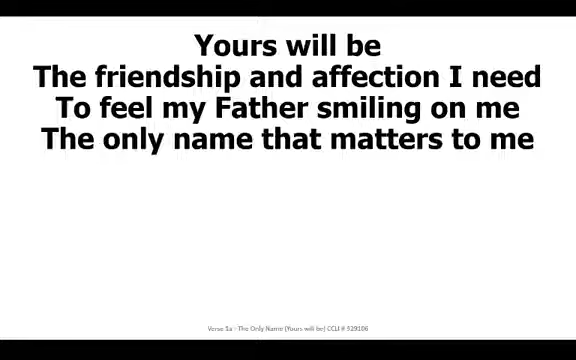 Yours will be
The friendship and affection I need
To feel my Father smiling on me
The only name that matters to me
Verse 1a - The Only Name (Yours will be) CCLI # 529106